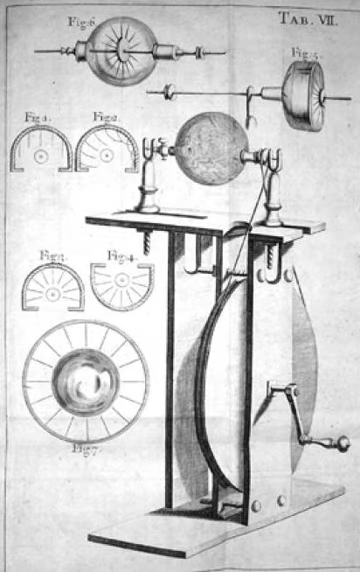 TAB. VII.
Fig: 6.
Fig: 5.
Fig: 1.
Fig: 2.
Fig: 3.
Fig: 4.
Fig: 7.